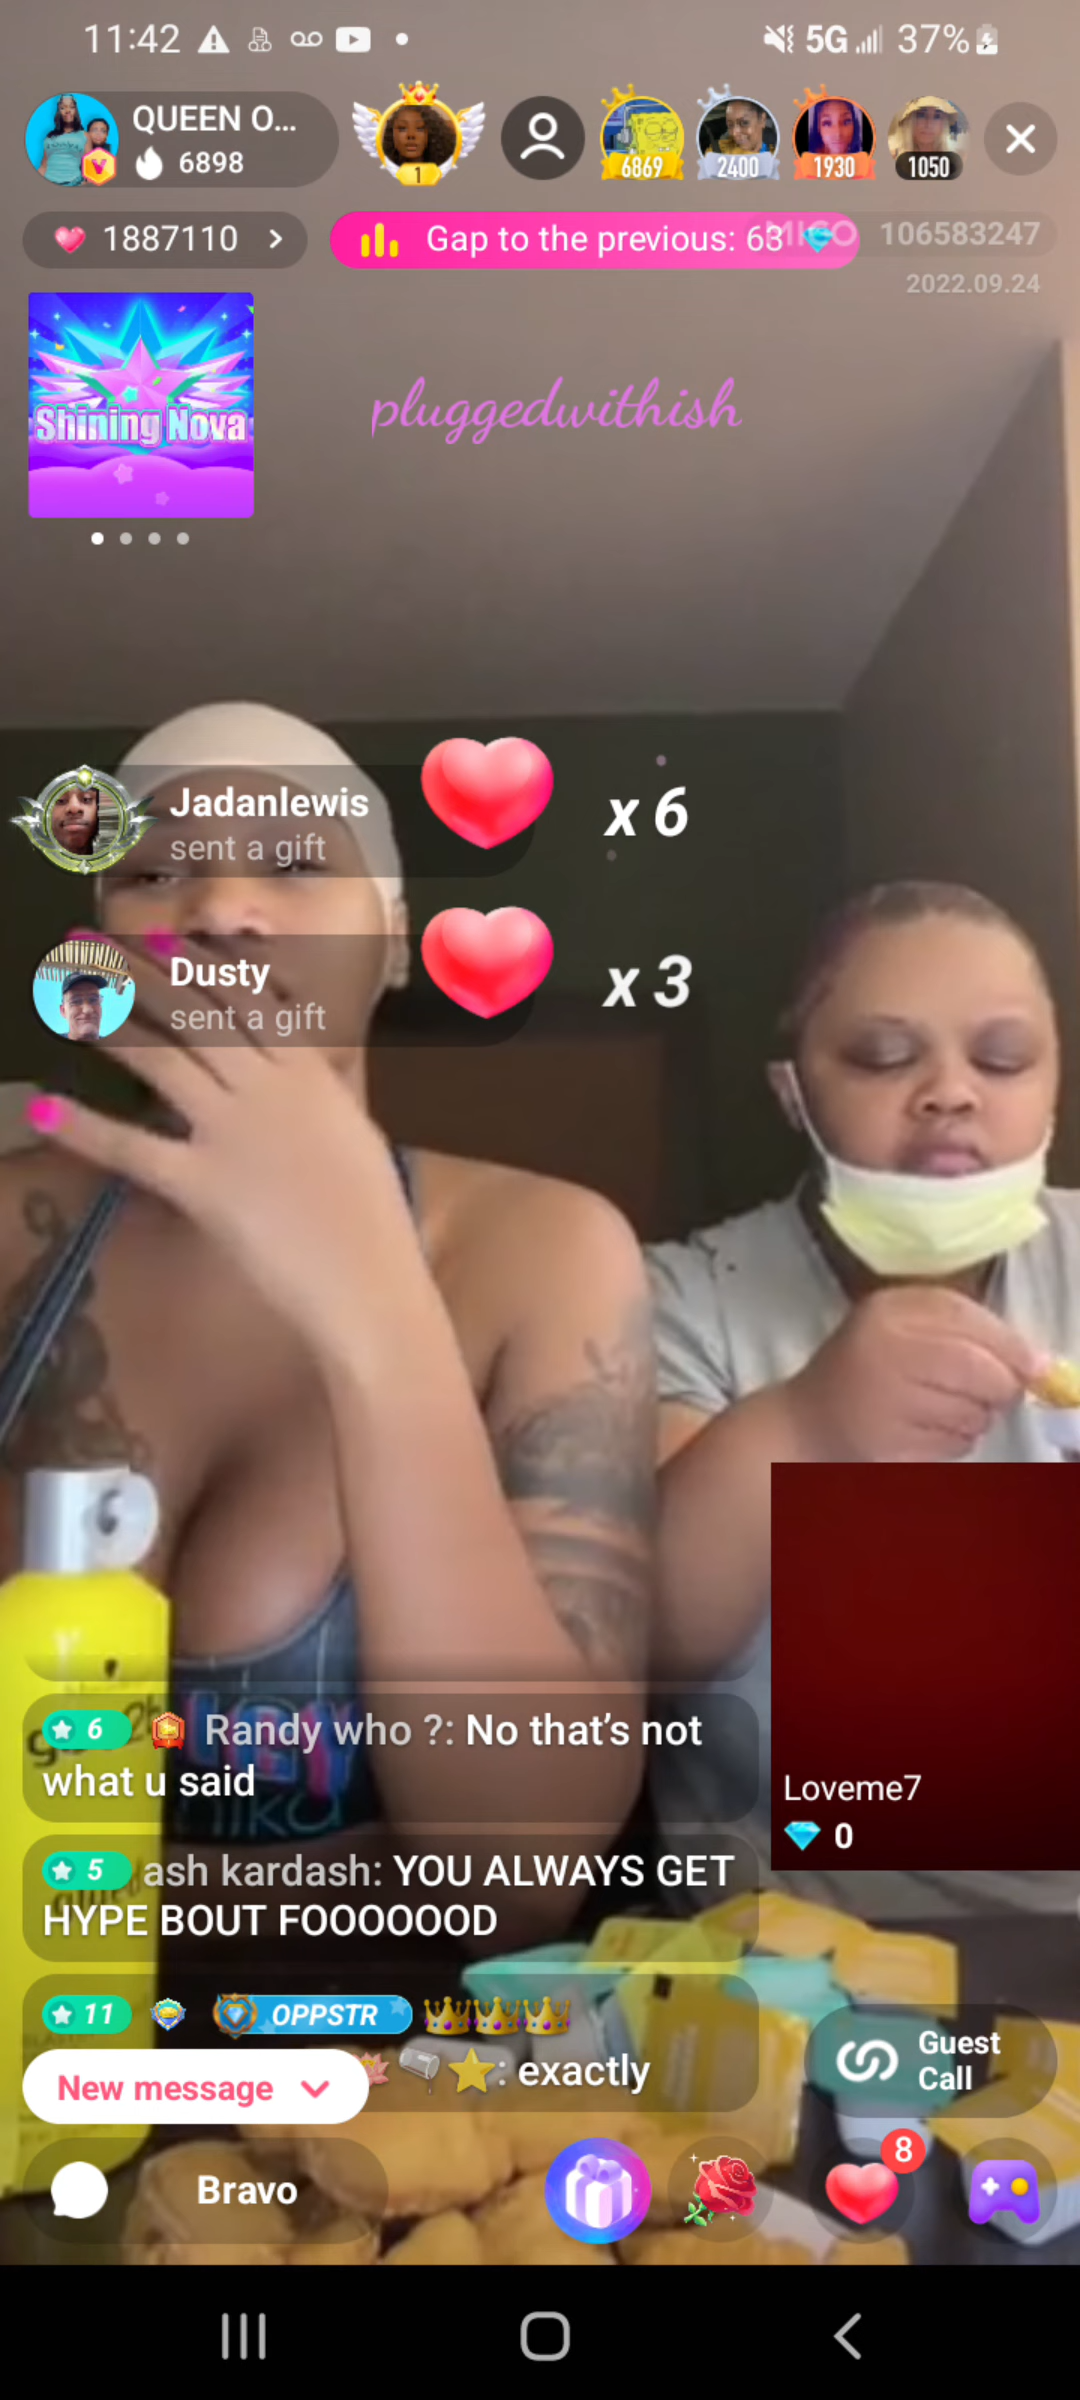 11:42
5G 37%
QUEEN O...
6898
1
6869
2400
1930
1050
1887110
Gap to the previous: 63
MICO 106583247
2022.09.24
Shining Nova
pluggedwithish
Jadanlewis
sent a gift
x 6
Dusty
sent a gift
x 3
6 Randy who ?: No that's not
what u said
Loveme7
0
5 ash kardash: YOU ALWAYS GET
HYPE BOUT FOOOOOOD
11 OPPSTR 👑👑👑
⭐: exactly
New message
Guest
Call
Bravo
8